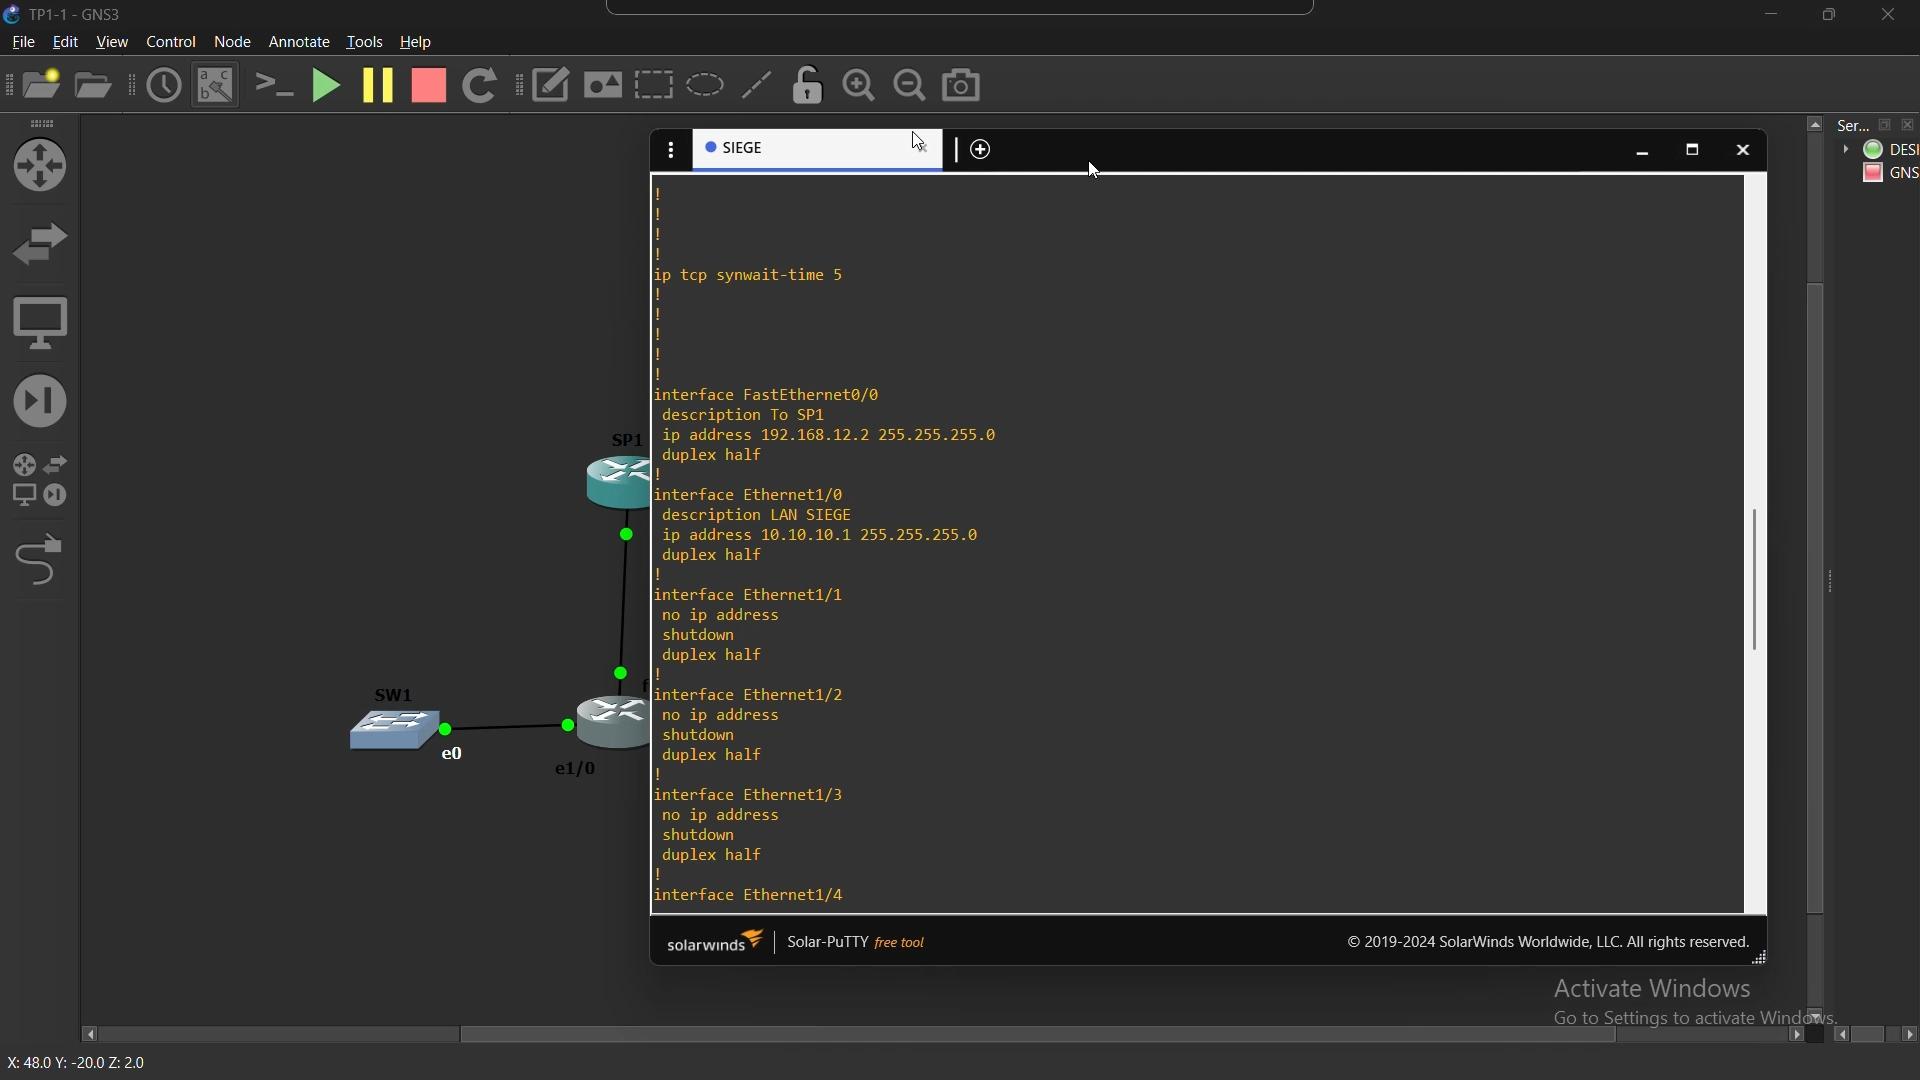 TP1-1 - GNS3
File Edit View Control Node Annotate Tools Help
SIEGE
Ser...
DES
GNS
!
!
!
!
ip tcp synwait-time 5
!
!
!
!
!
interface FastEthernet0/0
description To SP1
ip address 192.168.12.2 255.255.255.0
duplex half
!
interface Ethernet1/0
description LAN SIEGE
ip address 10.10.10.1 255.255.255.0
duplex half
!
interface Ethernet1/1
no ip address
shutdown
duplex half
!
interface Ethernet1/2
no ip address
shutdown
duplex half
!
interface Ethernet1/3
no ip address
shutdown
duplex half
!
interface Ethernet1/4
SP1
SW1
e0
e1/0
solarwinds Solar-PuTTY free tool
© 2019-2024 SolarWinds Worldwide, LLC. All rights reserved.
Activate Windows
Go to Settings to activate Windows.
X: 48.0 Y: -20.0 Z: 2.0